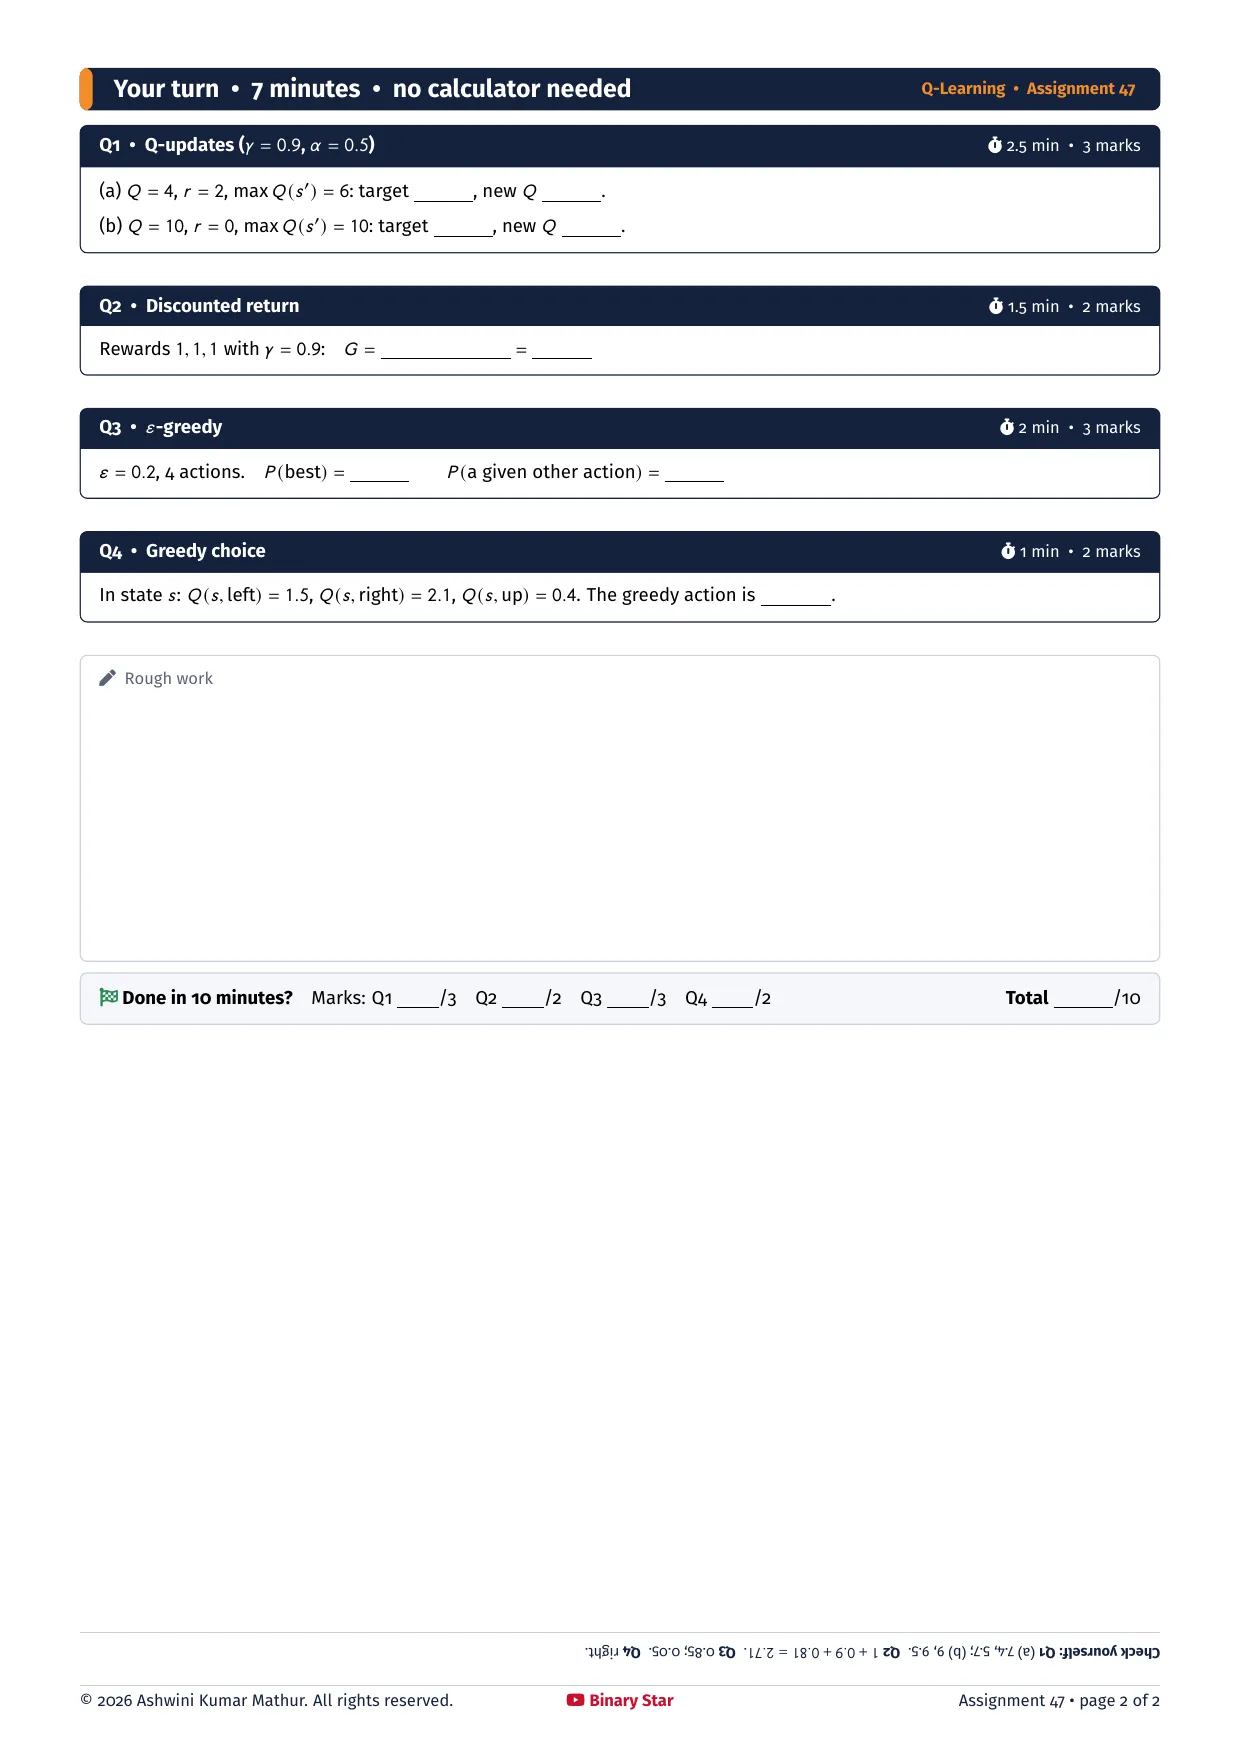 Your turn • 7 minutes • no calculator needed
Q-Learning • Assignment 47
Q1 • Q-updates (γ = 0.9, α = 0.5)
2.5 min • 3 marks
(a) Q = 4, r = 2, max Q(s′) = 6: target ______, new Q ______.
(b) Q = 10, r = 0, max Q(s′) = 10: target ______, new Q ______.
Q2 • Discounted return
1.5 min • 2 marks
Rewards 1, 1, 1 with γ = 0.9: G = _____________ = ______
Q3 • ε-greedy
2 min • 3 marks
ε = 0.2, 4 actions. P(best) = ______ P(a given other action) = ______
Q4 • Greedy choice
1 min • 2 marks
In state s: Q(s, left) = 1.5, Q(s, right) = 2.1, Q(s, up) = 0.4. The greedy action is _______.
Rough work
Done in 10 minutes? Marks: Q1 ____/3 Q2 ____/2 Q3 ____/3 Q4 ____/2
Total ______/10
Check yourself: Q1 (a) 7.4, 5.7; (b) 9, 9.5. Q2 1 + 0.9 + 0.81 = 2.71. Q3 0.85; 0.05. Q4 right.
© 2026 Ashwini Kumar Mathur. All rights reserved.
Binary Star
Assignment 47 • page 2 of 2